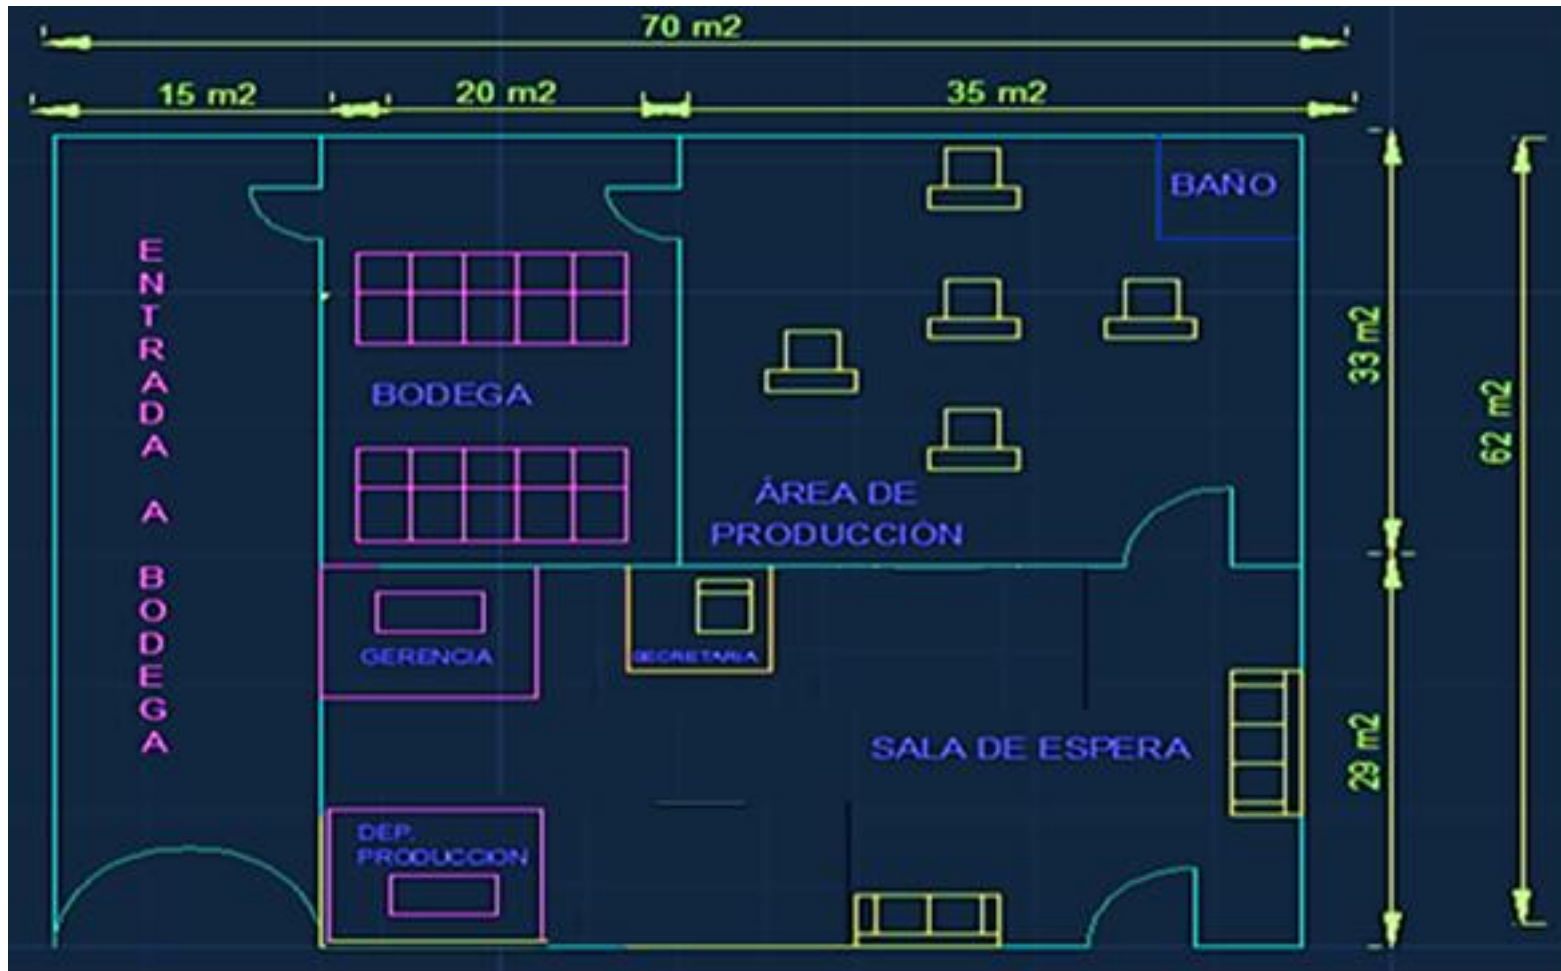 70 m2
15 m2
20 m2
35 m2
BAÑO
ENTRADA A BODEGA
BODEGA
33 m2
62 m2
ÁREA DE
PRODUCCIÓN
GERENCIA
SECRETARIA
SALA DE ESPERA
29 m2
DEP.
PRODUCCION